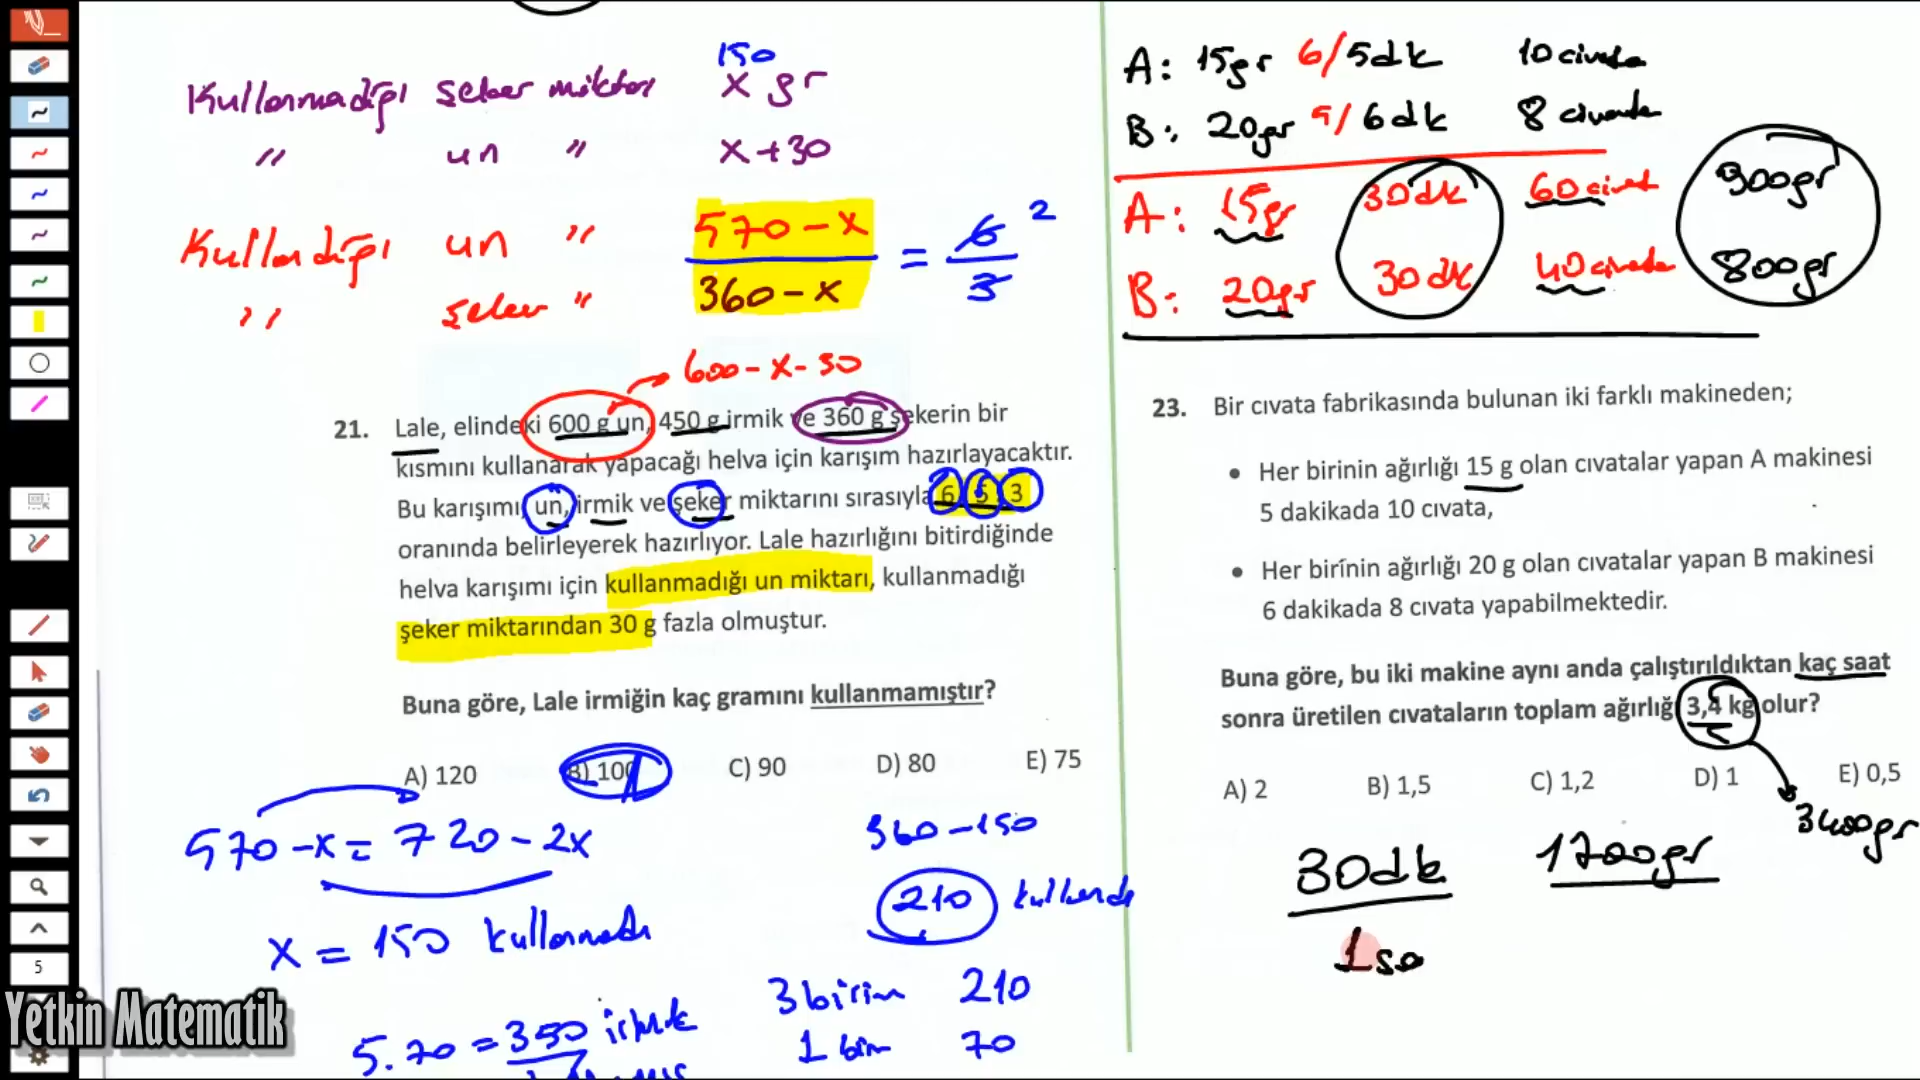 150
Kullanmadığı şeker miktarı x gr
" un " x+30
Kullandığı un " 570-x
" şeker " 360-x
= 6 2
3
600-x-30
21. Lale, elindeki 600 g un, 450 g irmik ve 360 g şekerin bir
kısmını kullanarak yapacağı helva için karışım hazırlayacaktır.
Bu karışımı, un, irmik ve şeker miktarını sırasıyla 6 5 3
oranında belirleyerek hazırlıyor. Lale hazırlığını bitirdiğinde
helva karışımı için kullanmadığı un miktarı, kullanmadığı
şeker miktarından 30 g fazla olmuştur.
Buna göre, Lale irmiğin kaç gramını kullanmamıştır?
A) 120 B) 100 C) 90 D) 80 E) 75
570-x=720-2x
x = 150 kullanmadı
5.70 = 350 irmik
360-150
210 kullandı
3 birim 210
1 birim 70
A: 15gr 6/5dk 10 civata
B: 20gr 5/6dk 8 civata
A: 15gr 30dk 60 civata 900gr
B: 20gr 30dk 40 civata 800gr
23. Bir cıvata fabrikasında bulunan iki farklı makineden;
• Her birinin ağırlığı 15 g olan cıvatalar yapan A makinesi
5 dakikada 10 cıvata,
• Her birinin ağırlığı 20 g olan cıvatalar yapan B makinesi
6 dakikada 8 cıvata yapabilmektedir.
Buna göre, bu iki makine aynı anda çalıştırıldıktan kaç saat
sonra üretilen cıvataların toplam ağırlığı 3,4 kg olur?
A) 2 B) 1,5 C) 1,2 D) 1 E) 0,5
3400gr
30dk 1700gr
1 sa
5
Yetkin Matematik